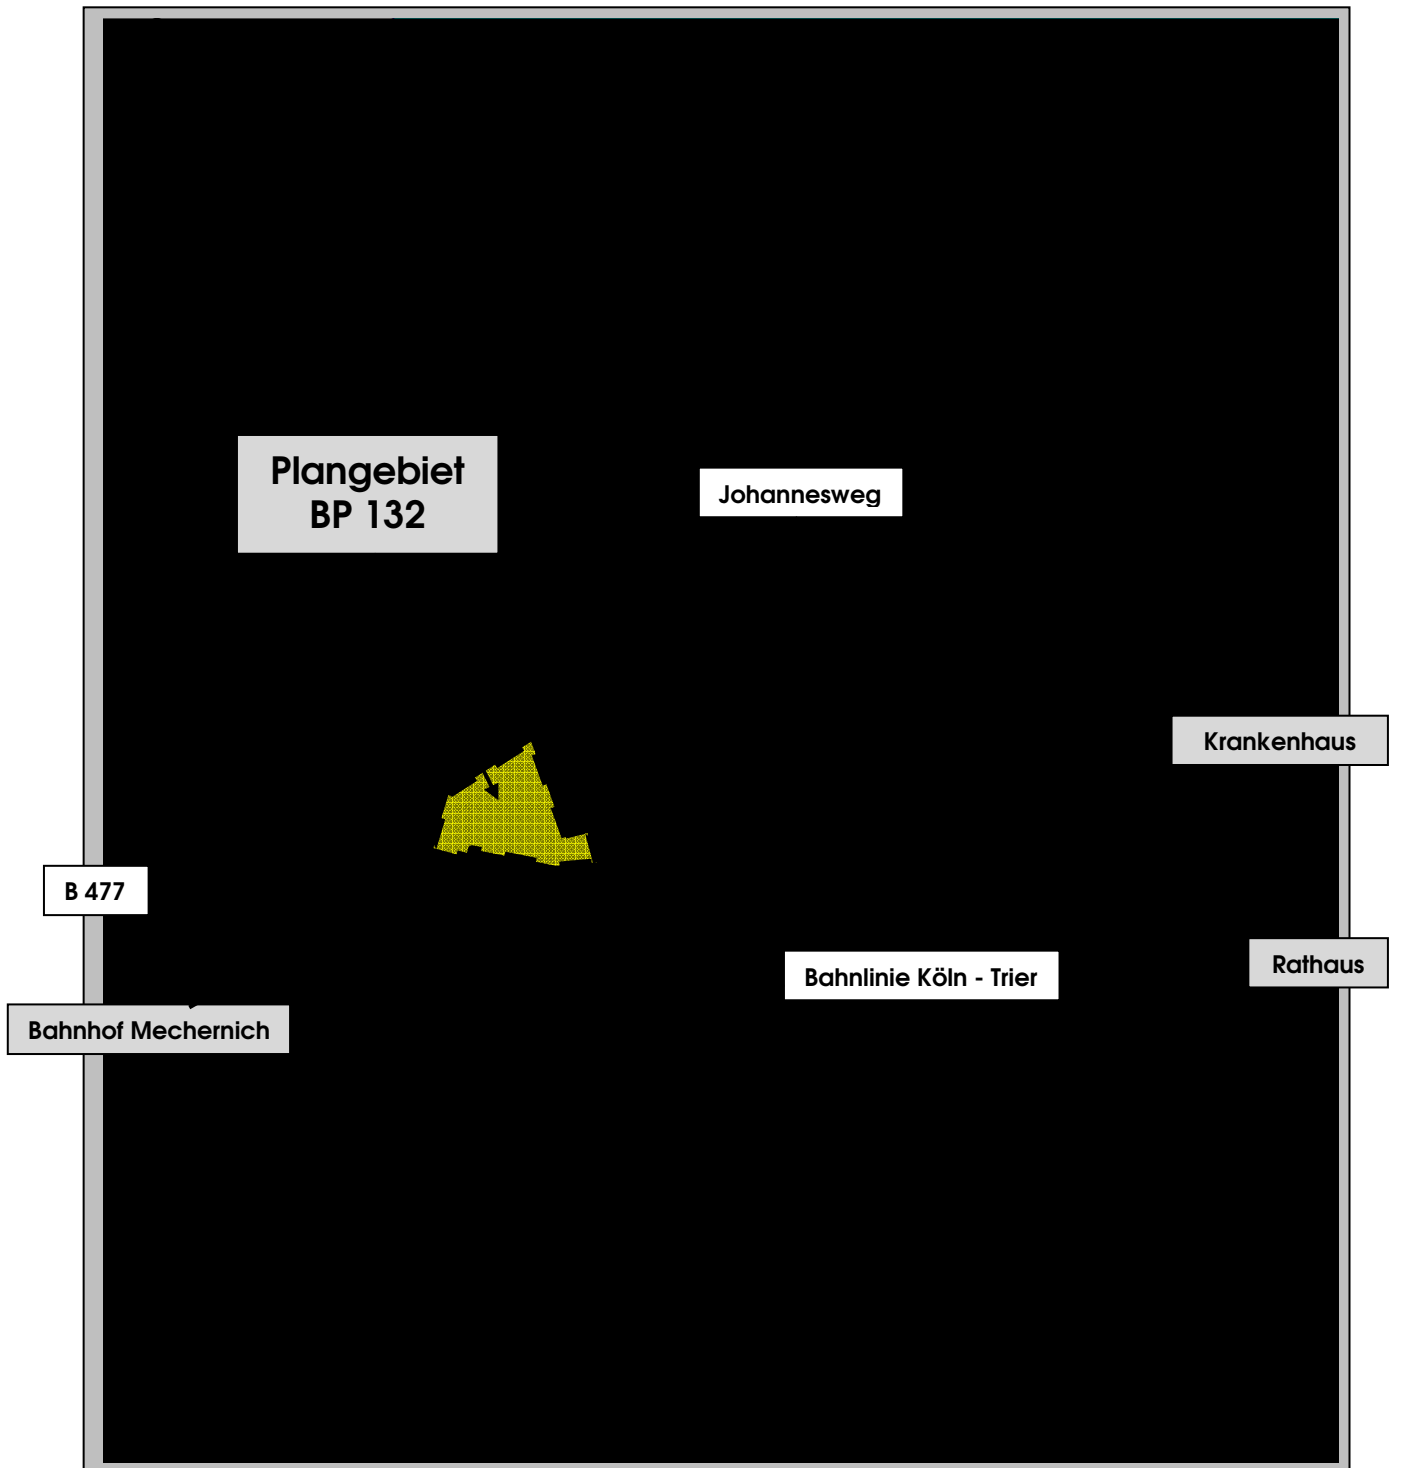 Plangebiet
BP 132
Johannesweg
Krankenhaus
B 477
Rathaus
Bahnlinie Köln - Trier
Bahnhof Mechernich